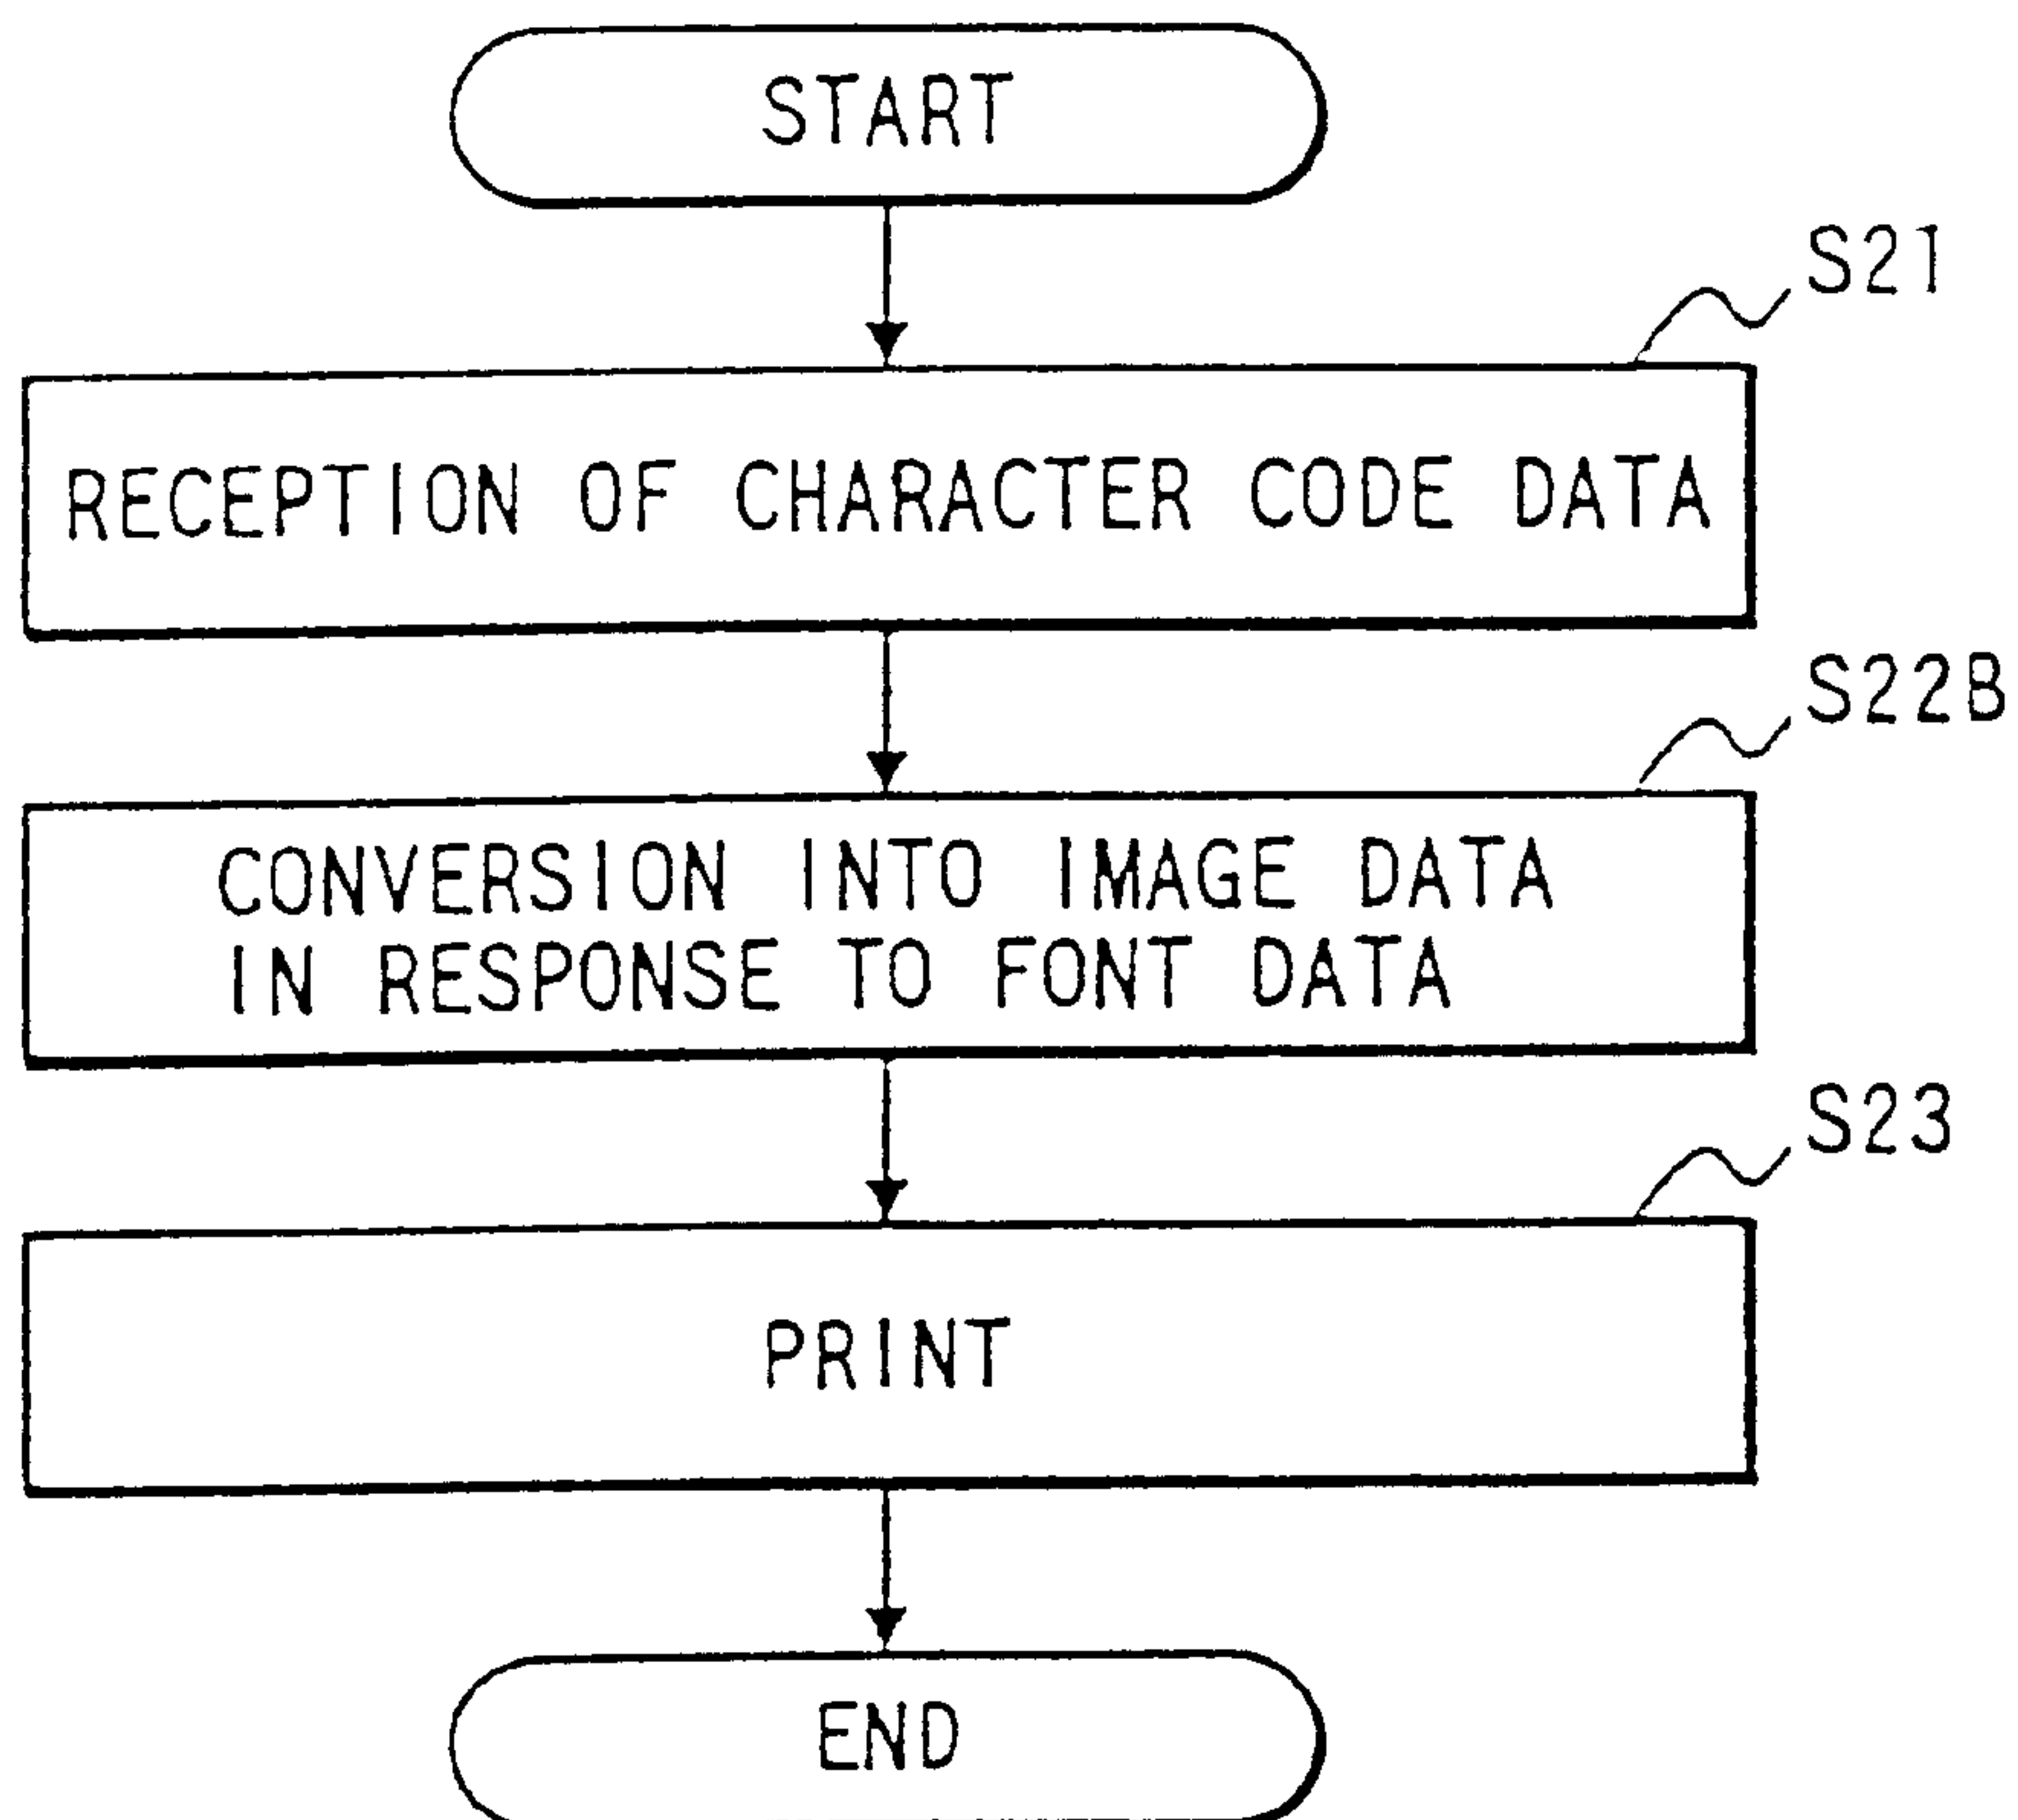 START
S21
RECEPTION OF CHARACTER CODE DATA
S22B
CONVERSION INTO IMAGE DATA
IN RESPONSE TO FONT DATA
S23
PRINT
END